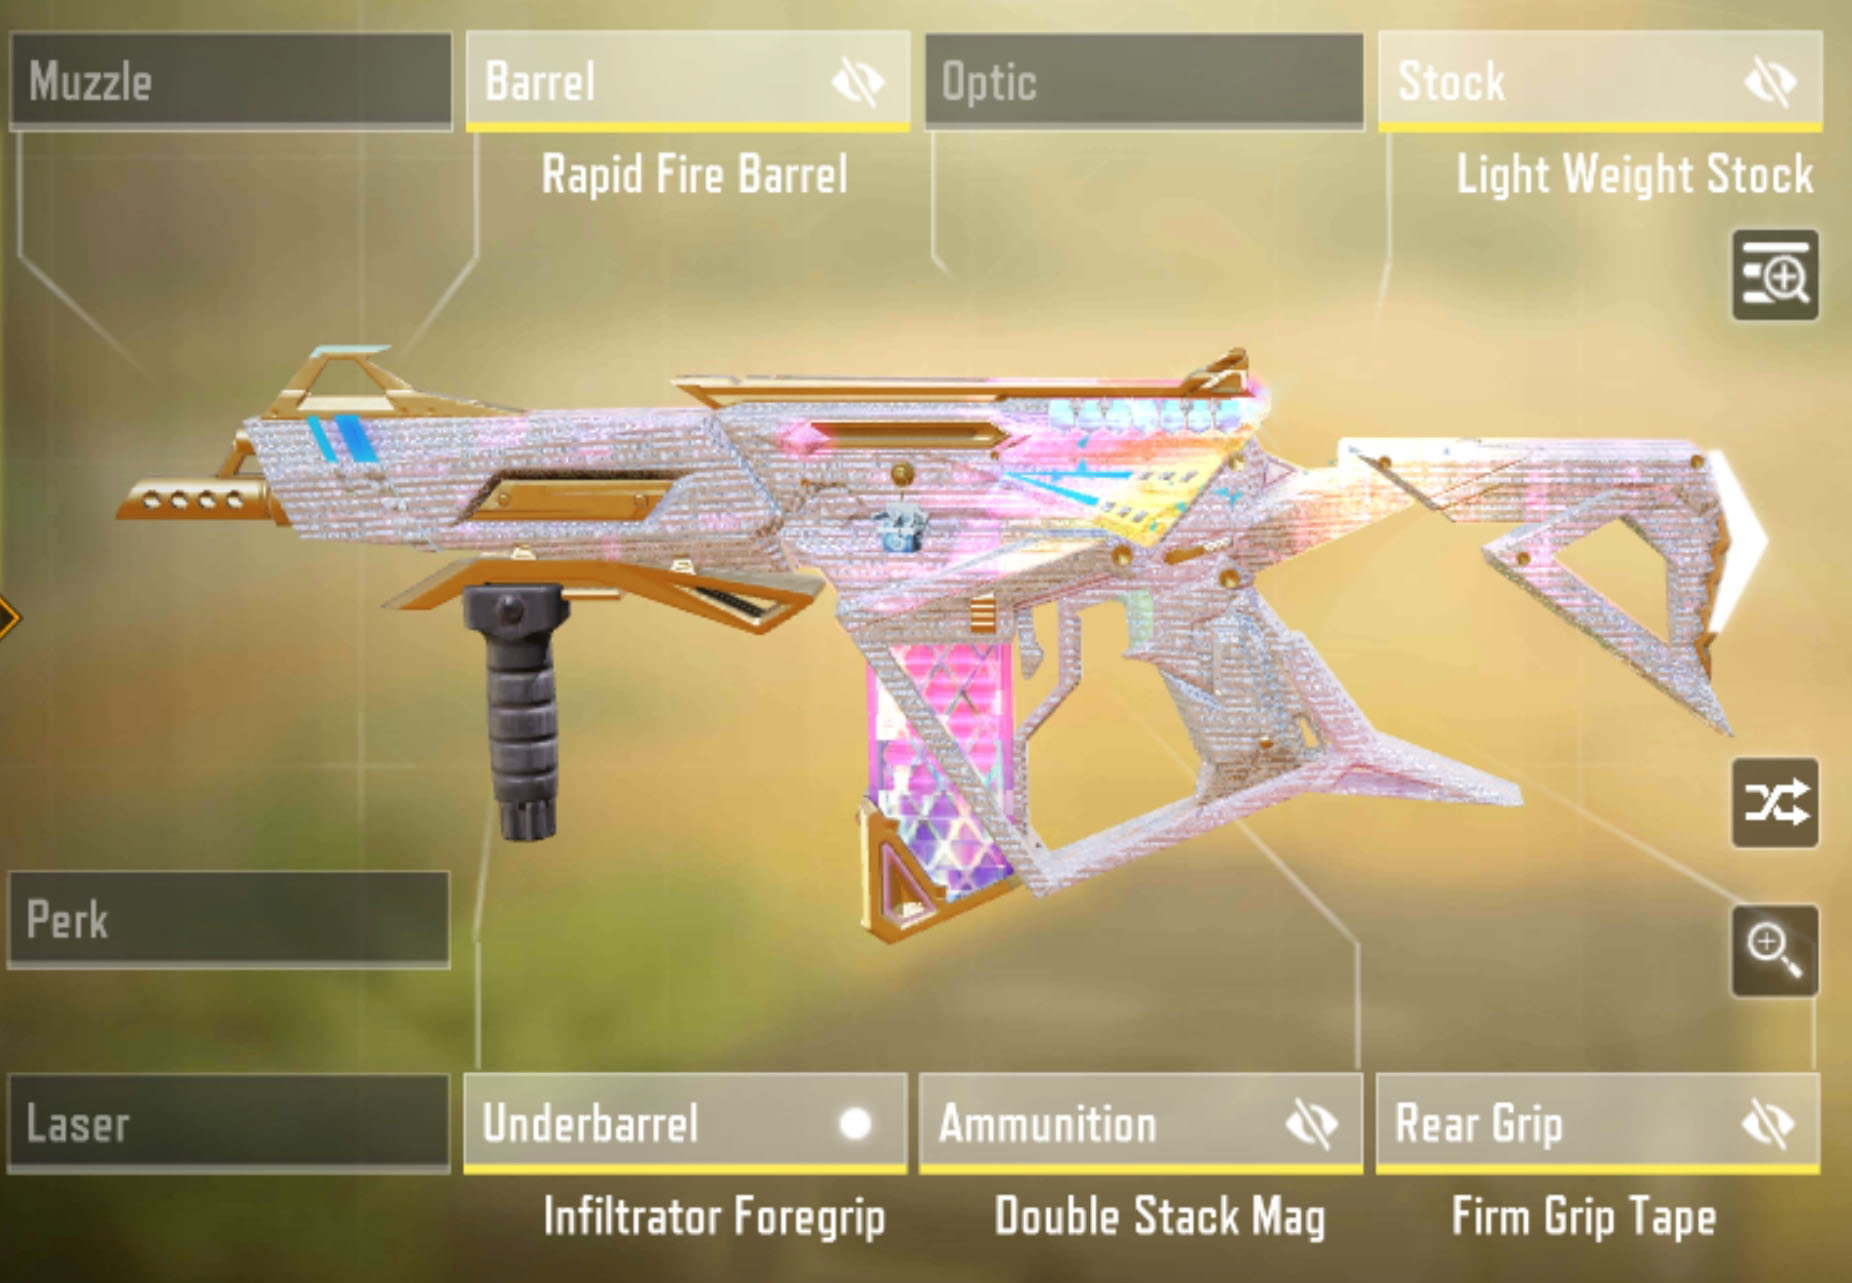 Muzzle
Barrel
Optic
Stock
Rapid Fire Barrel
Light Weight Stock
Perk
Laser
Underbarrel
Ammunition
Rear Grip
Infiltrator Foregrip
Double Stack Mag
Firm Grip Tape